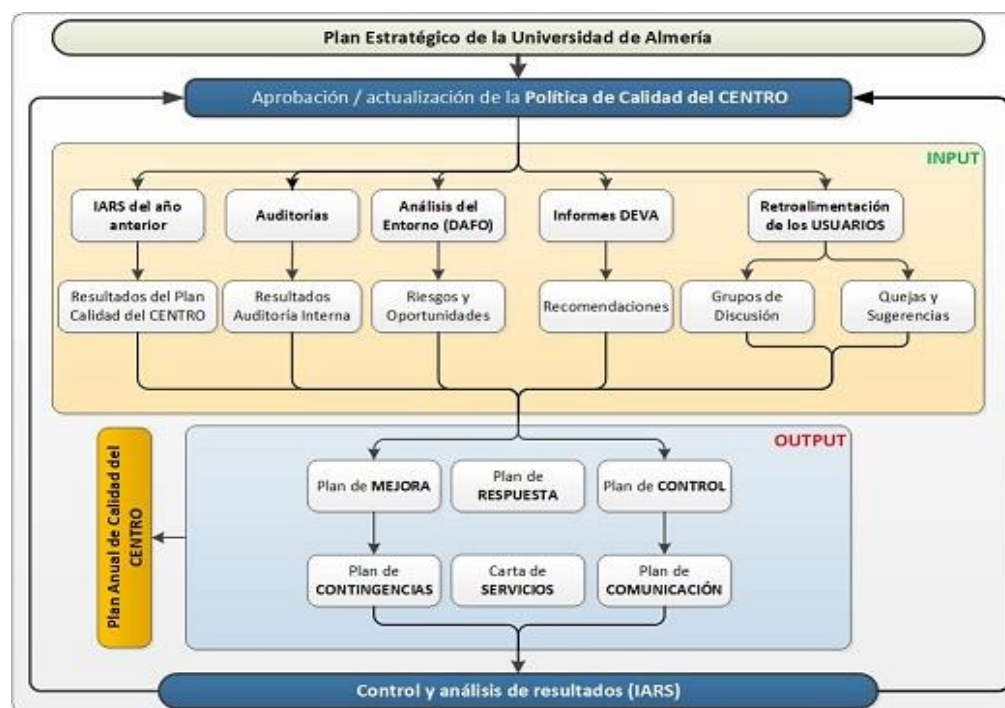 Plan Estratégico de la Universidad de Almería
Aprobación / actualización de la Política de Calidad del CENTRO
INPUT
IARS del año
anterior
Auditorias
Análisis del
Entorno (DAFO)
Informes DEVA
Retroalimentación
de los USUARIOS
Resultados del Plan
Calidad del CENTRO
Resultados
Auditoría Interna
Riesgos y
Oportunidades
Recomendaciones
Grupos de
Discusión
Quejas y
Sugerencias
OUTPUT
Plan Anual de Calidad del
CENTRO
Plan de MEJORA
Plan de
RESPUESTA
Plan de CONTROL
Plan de
CONTINGENCIAS
Carta de
SERVICIOS
Plan de
COMUNICACIÓN
Control y análisis de resultados (IARS)